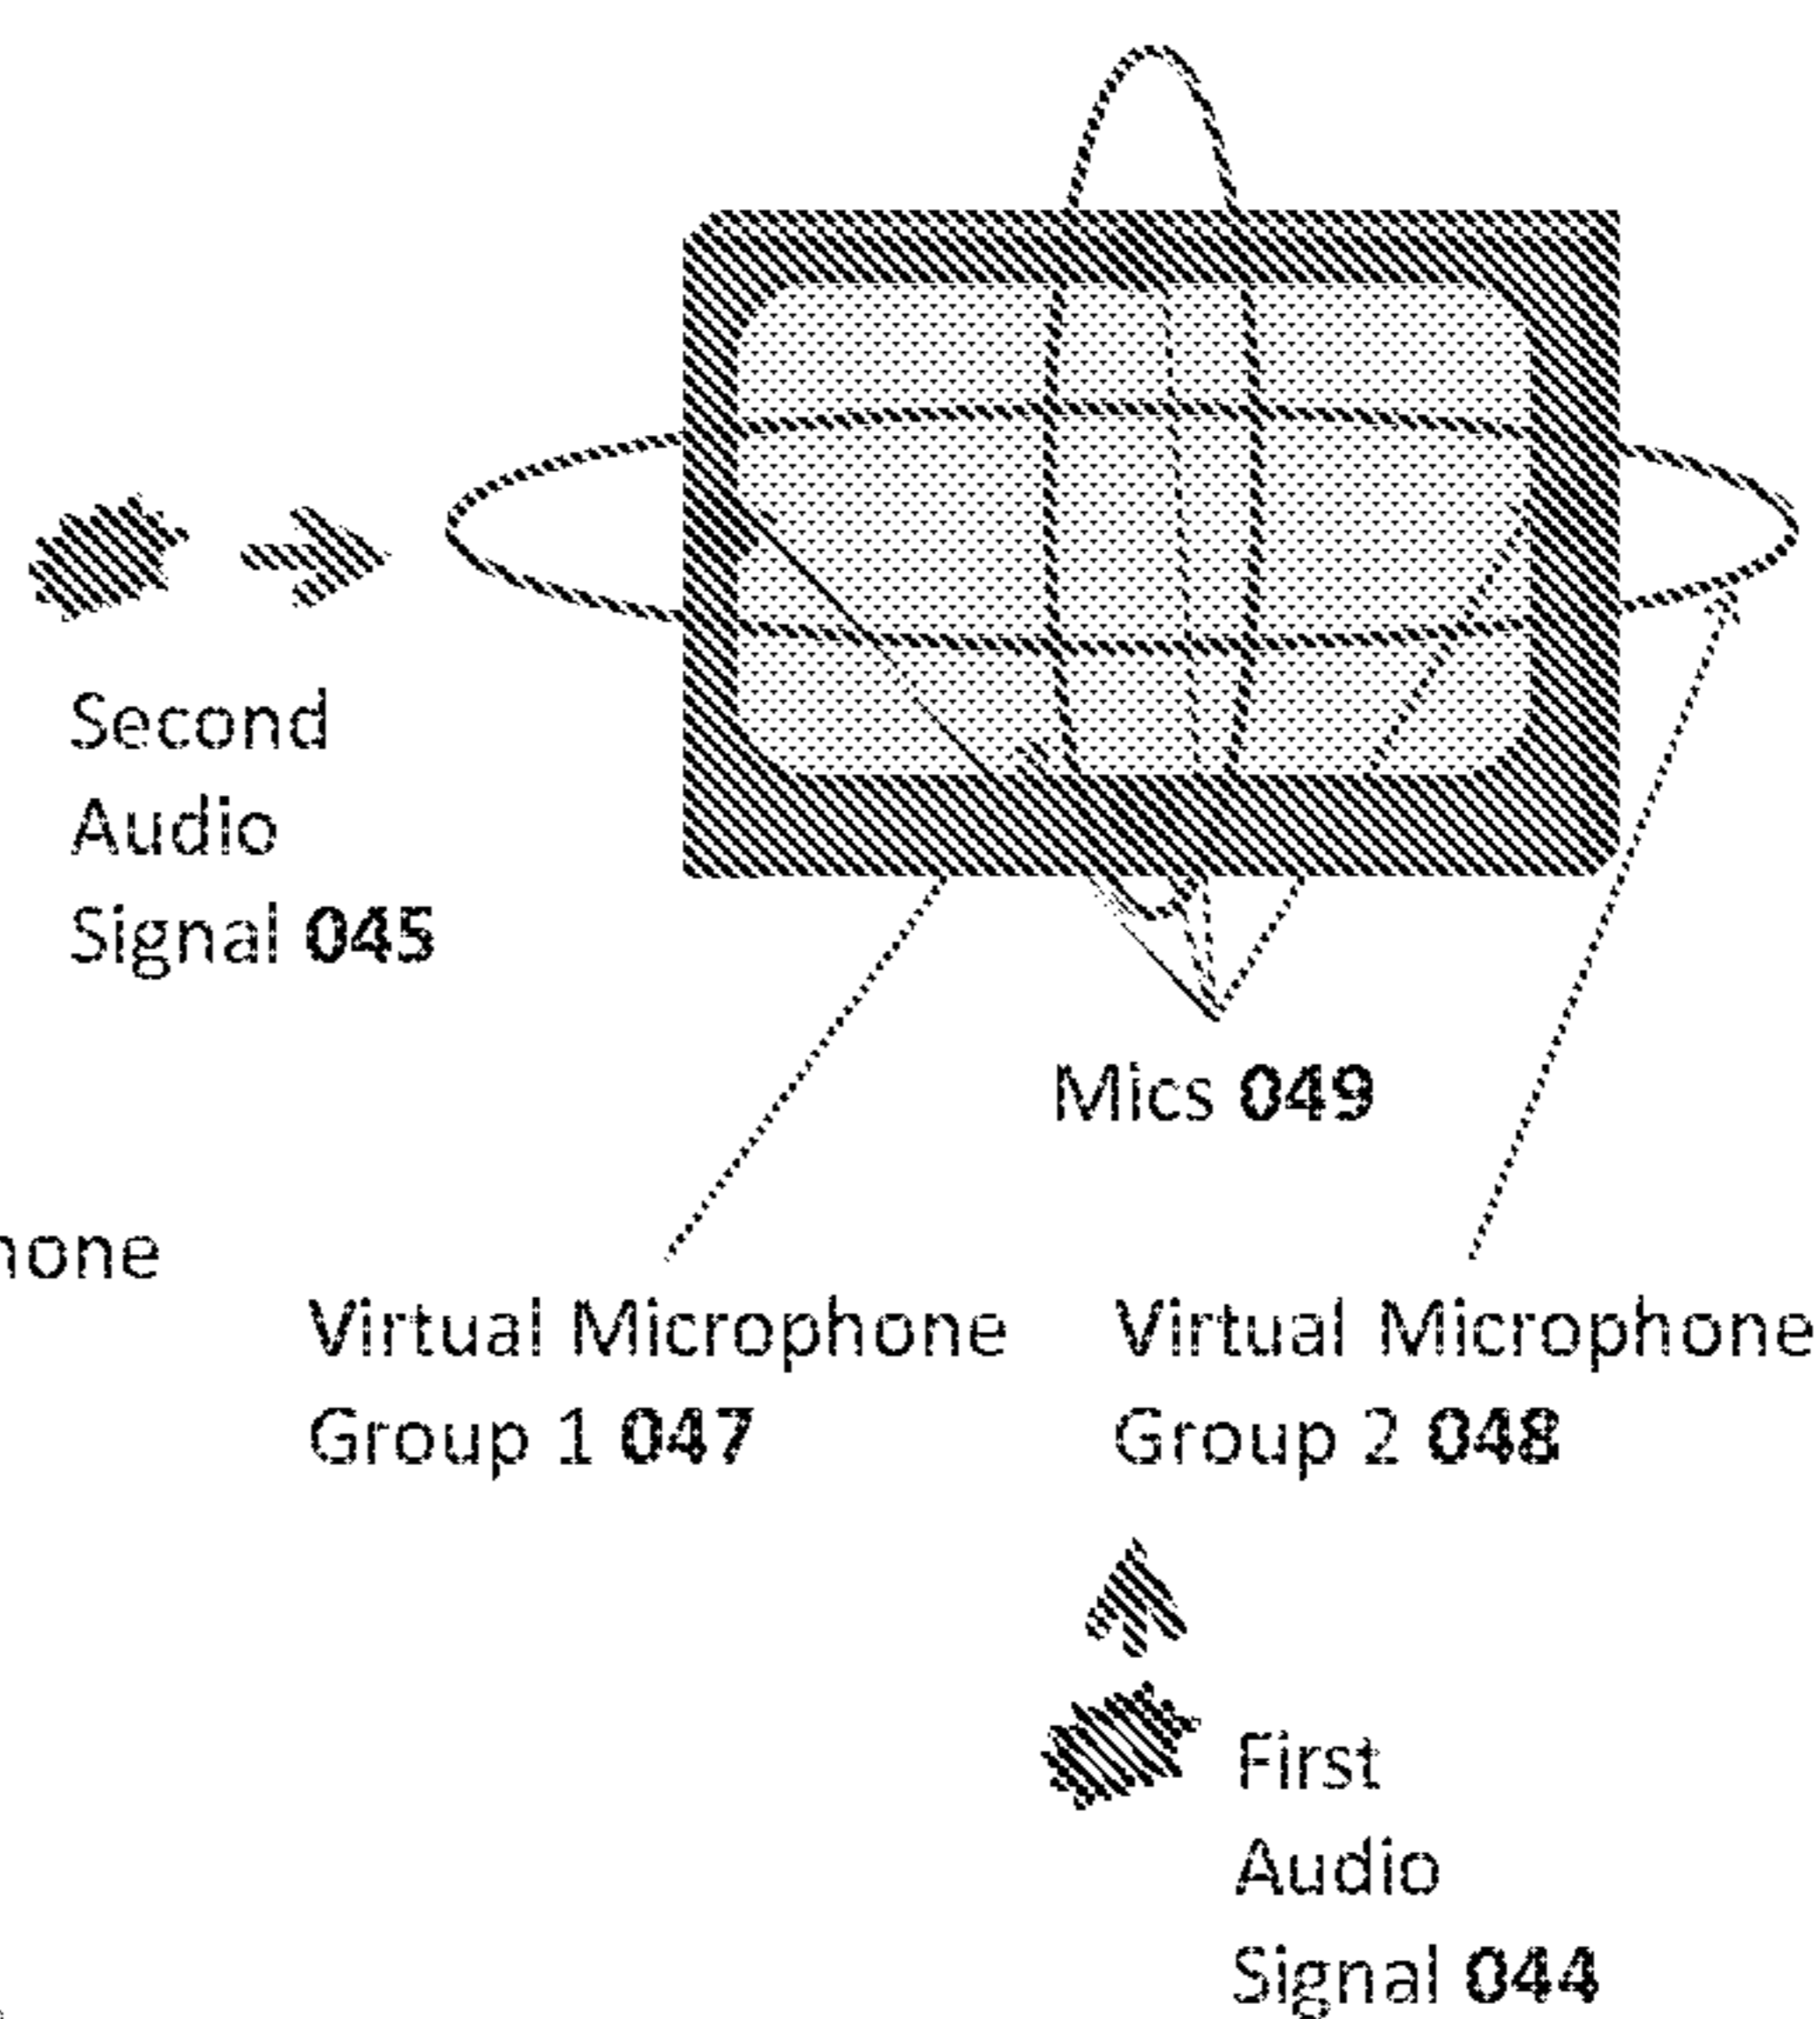 Second
Audio
Signal 045
Mics 049
hone
Virtual Microphone
Group 1 047
Virtual Microphone
Group 2 048
First
Audio
Signal 044